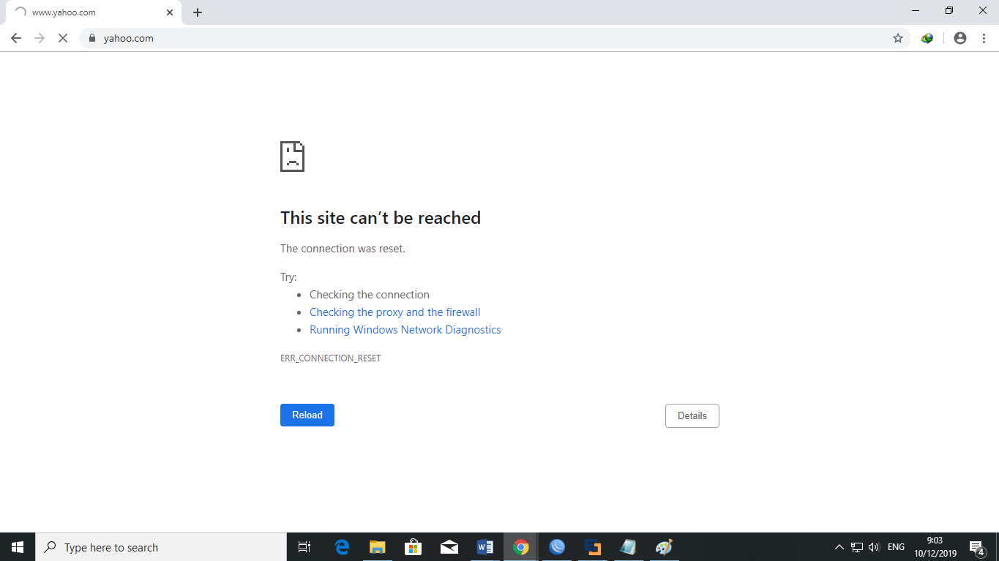 www.yahoo.com
yahoo.com
This site can’t be reached
The connection was reset.
Try:
Checking the connection
Checking the proxy and the firewall
Running Windows Network Diagnostics
ERR_CONNECTION_RESET
Reload
Details
Type here to search
ENG
9:03
10/12/2019
4